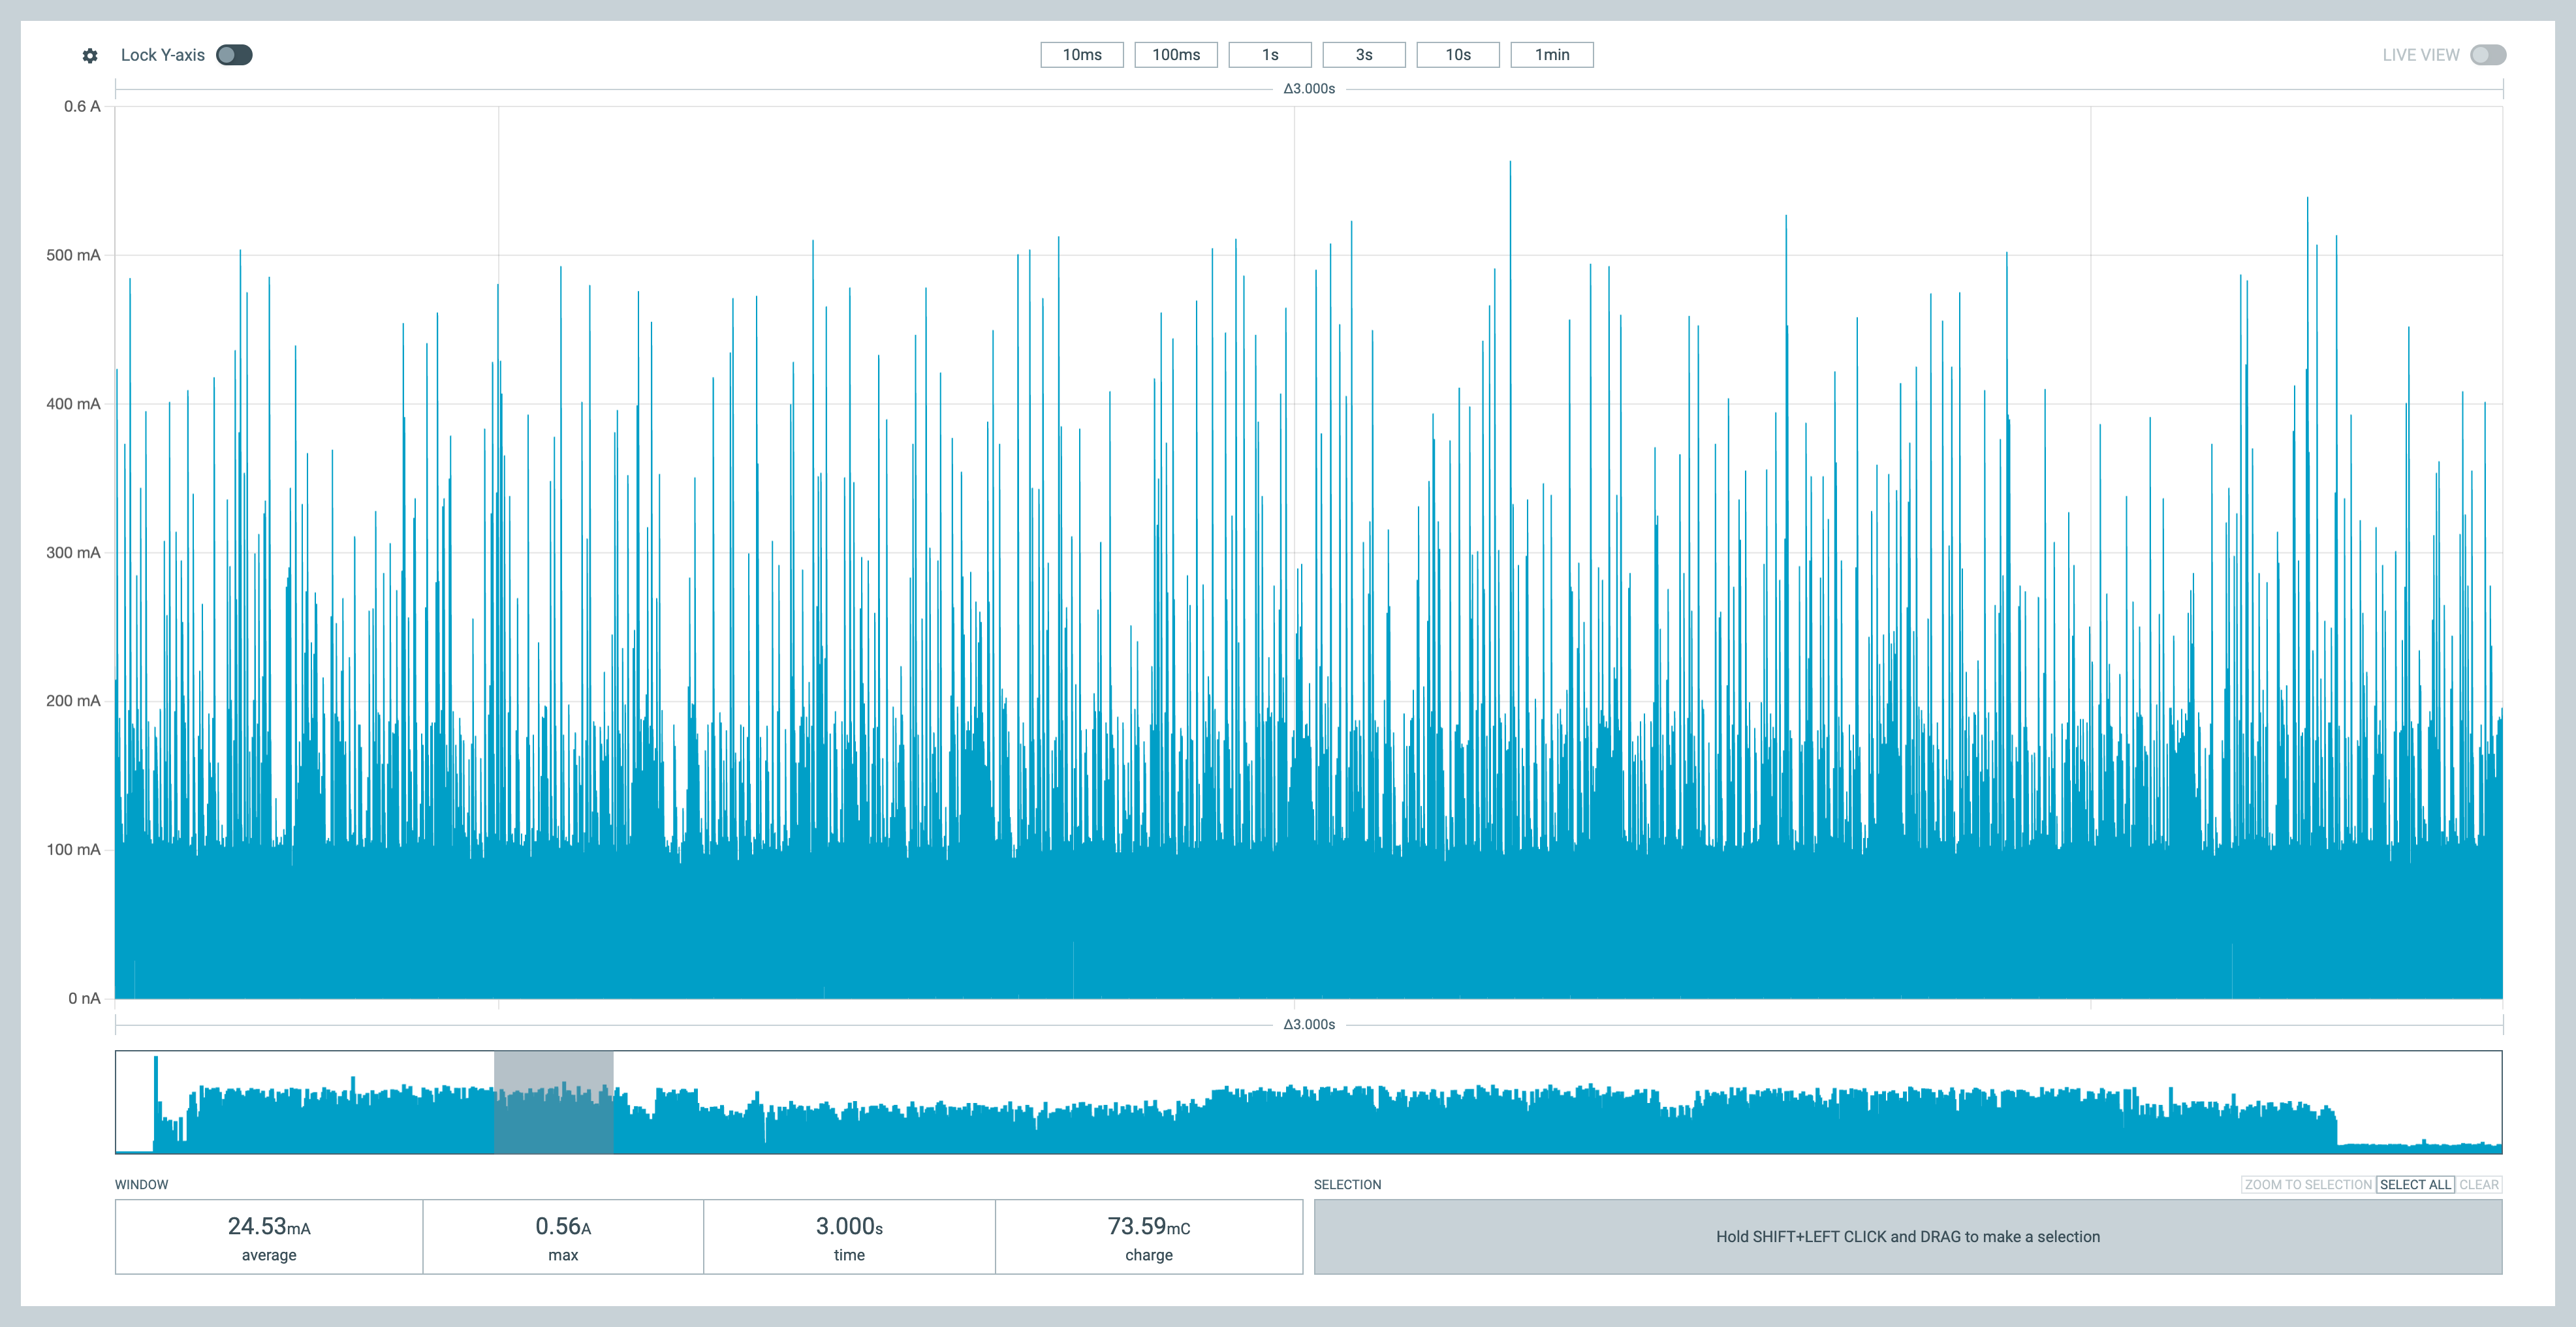 Lock Y-axis 10ms 100ms 1s 3s 10s 1min LIVE VIEW
Δ3.000s
0.6 A
500 mA
400 mA
300 mA
200 mA
100 mA
0 nA
Δ3.000s
WINDOW SELECTION ZOOM TO SELECTION SELECT ALL CLEAR
24.53mA 0.56A 3.000s 73.59mC
average max time charge
Hold SHIFT+LEFT CLICK and DRAG to make a selection